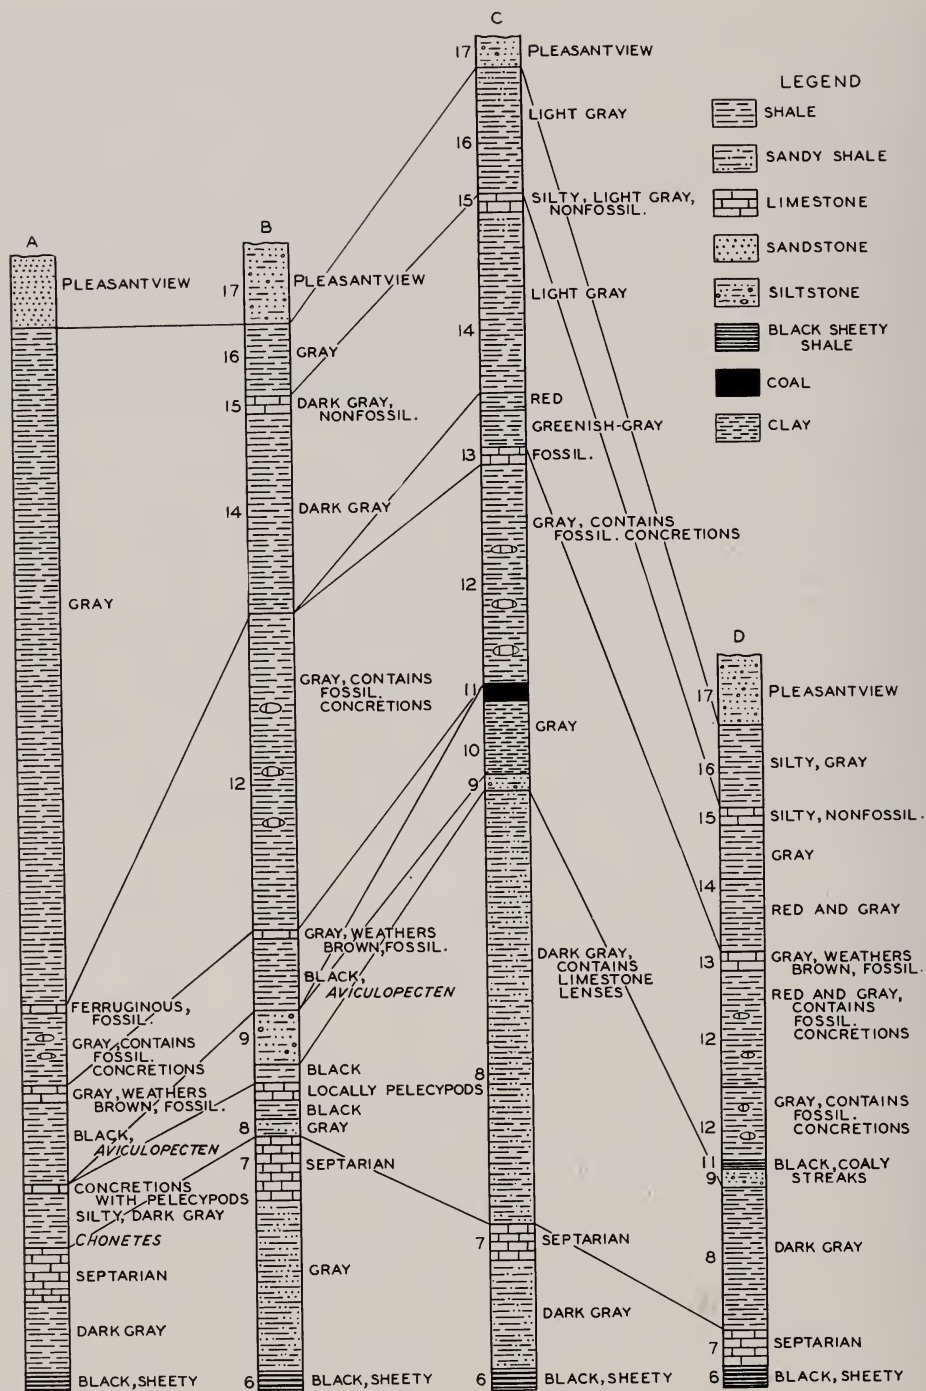 A
PLEASANTVIEW
GRAY
FERRUGINOUS,
FOSSIL.
GRAY, CONTAINS
FOSSIL.
CONCRETIONS
GRAY, WEATHERS
BROWN, FOSSIL.
BLACK,
AVICULOPECTEN
CONCRETIONS
WITH PELECYPODS
SILTY, DARK GRAY
CHONETES
SEPTARIAN
DARK GRAY
BLACK, SHEETY
B
17
PLEASANTVIEW
16
GRAY
15
DARK GRAY,
NONFOSSIL.
14
DARK GRAY
GRAY, CONTAINS
FOSSIL.
CONCRETIONS
12
GRAY, WEATHERS
BROWN, FOSSIL.
BLACK,
AVICULOPECTEN
9
BLACK
LOCALLY PELECYPODS
BLACK
8
GRAY
7
SEPTARIAN
GRAY
6
BLACK, SHEETY
C
17
PLEASANTVIEW
LIGHT GRAY
16
15
SILTY, LIGHT GRAY,
NONFOSSIL.
LIGHT GRAY
14
RED
GREENISH-GRAY
13
FOSSIL.
GRAY, CONTAINS
FOSSIL. CONCRETIONS
12
11
GRAY
10
9
DARK GRAY,
CONTAINS
LIMESTONE
LENSES
8
7
SEPTARIAN
DARK GRAY
6
BLACK, SHEETY
LEGEND
SHALE
SANDY SHALE
LIMESTONE
SANDSTONE
SILTSTONE
BLACK SHEETY
SHALE
COAL
CLAY
D
17
PLEASANTVIEW
16
SILTY, GRAY
15
SILTY, NONFOSSIL.
GRAY
14
RED AND GRAY
13
GRAY, WEATHERS
BROWN, FOSSIL.
RED AND GRAY,
CONTAINS
FOSSIL.
CONCRETIONS
12
GRAY, CONTAINS
FOSSIL.
CONCRETIONS
12
11
BLACK, COALY
STREAKS
9
8
DARK GRAY
7
SEPTARIAN
6
BLACK, SHEETY